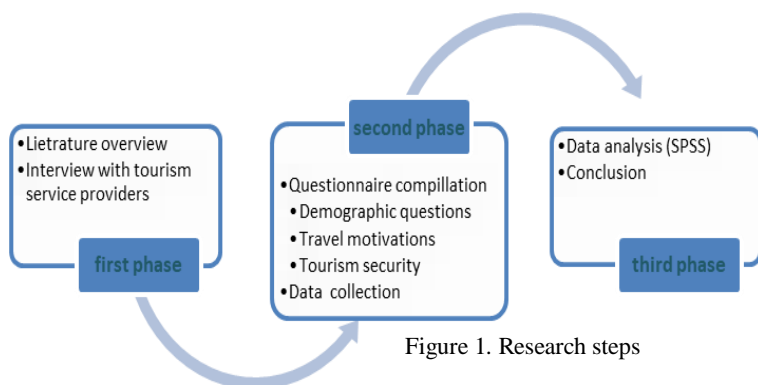 • Lietrature overview
• Interview with tourism
service providers
first phase
second phase
• Questionnaire compillation
• Demographic questions
• Travel motivations
• Tourism security
• Data collection
• Data analysis (SPSS)
• Conclusion
third phase
Figure 1. Research steps